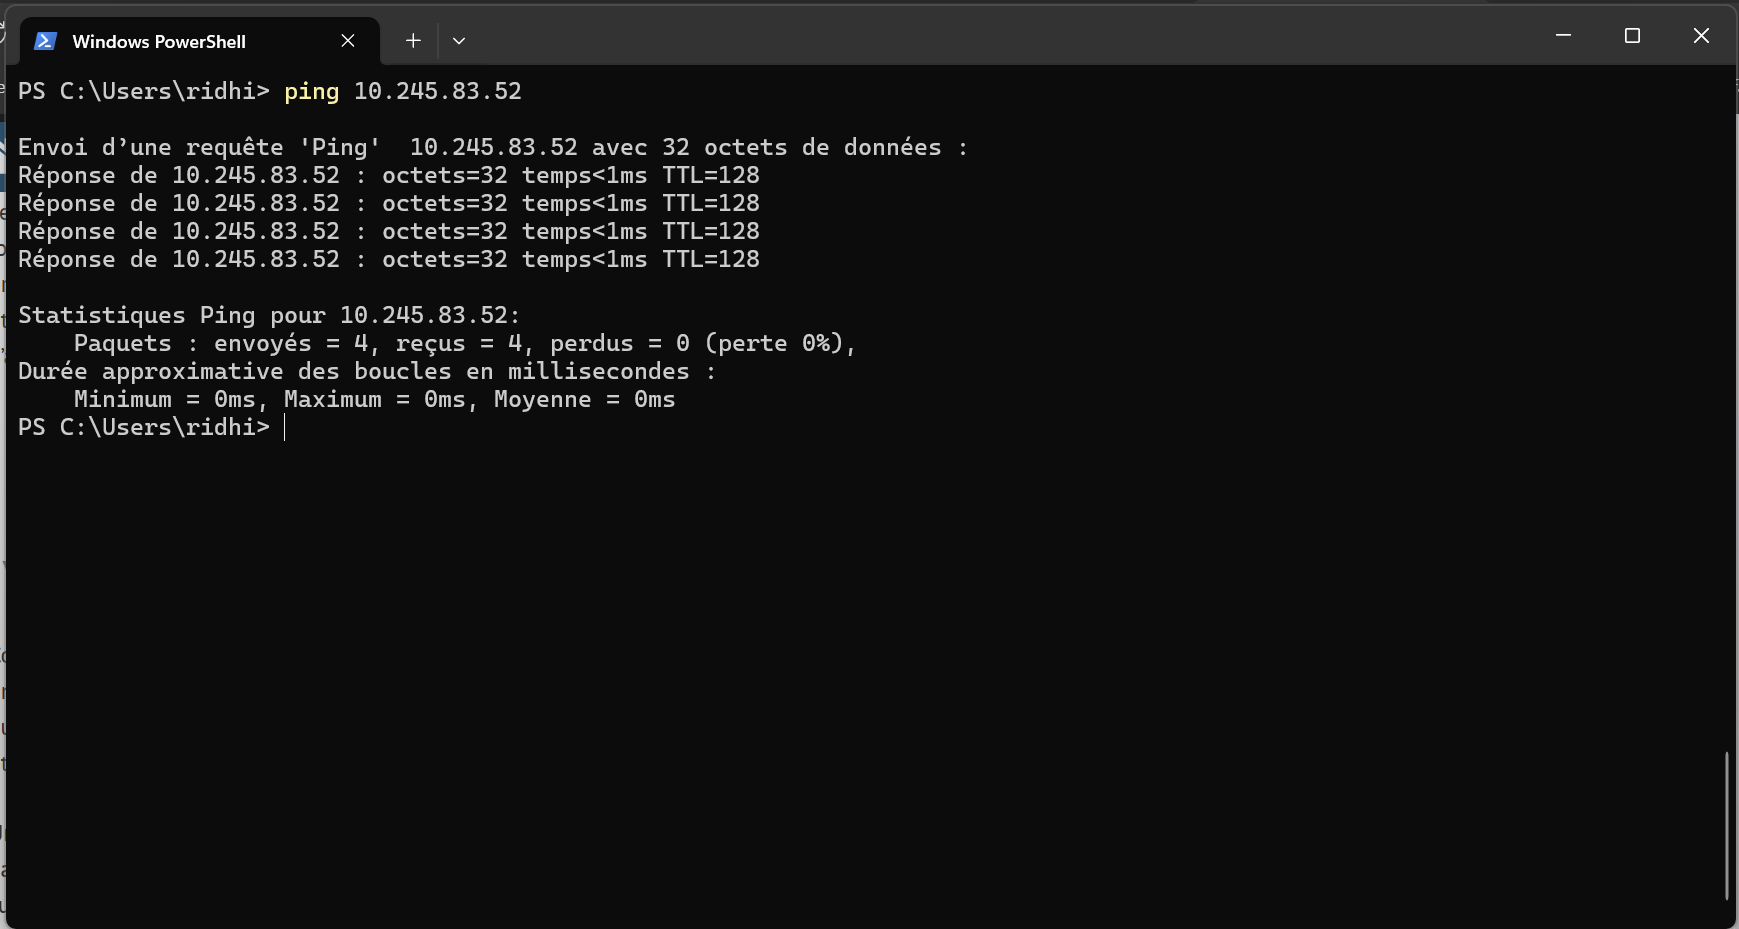 Windows PowerShell
PS C:\Users\ridhi> ping 10.245.83.52
Envoi d’une requête 'Ping'  10.245.83.52 avec 32 octets de données :
Réponse de 10.245.83.52 : octets=32 temps<1ms TTL=128
Réponse de 10.245.83.52 : octets=32 temps<1ms TTL=128
Réponse de 10.245.83.52 : octets=32 temps<1ms TTL=128
Réponse de 10.245.83.52 : octets=32 temps<1ms TTL=128
Statistiques Ping pour 10.245.83.52:
    Paquets : envoyés = 4, reçus = 4, perdus = 0 (perte 0%),
Durée approximative des boucles en millisecondes :
    Minimum = 0ms, Maximum = 0ms, Moyenne = 0ms
PS C:\Users\ridhi>